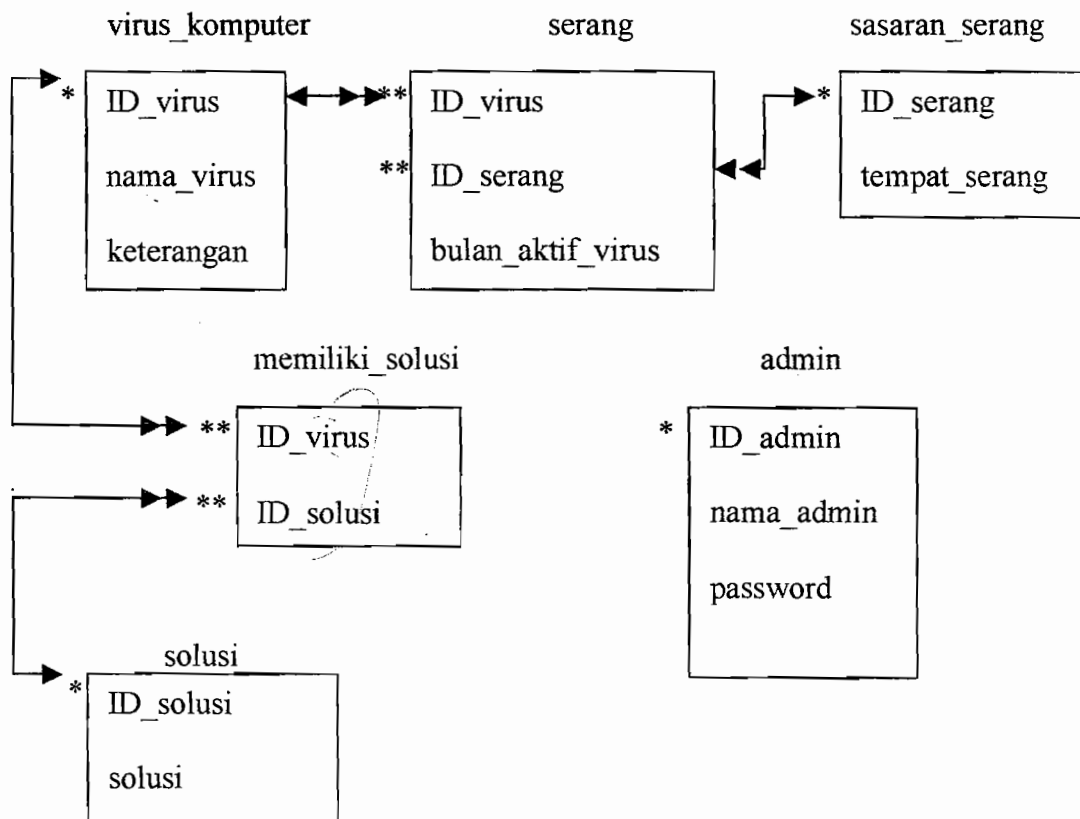 virus_komputer serang sasaran_serang
* ID_virus ** ID_virus * ID_serang
nama_virus ** ID_serang tempat_serang
keterangan bulan_aktif_virus
memiliki_solusi admin
** ID_virus * ID_admin
** ID_solusi nama_admin
password
solusi
* ID_solusi
solusi